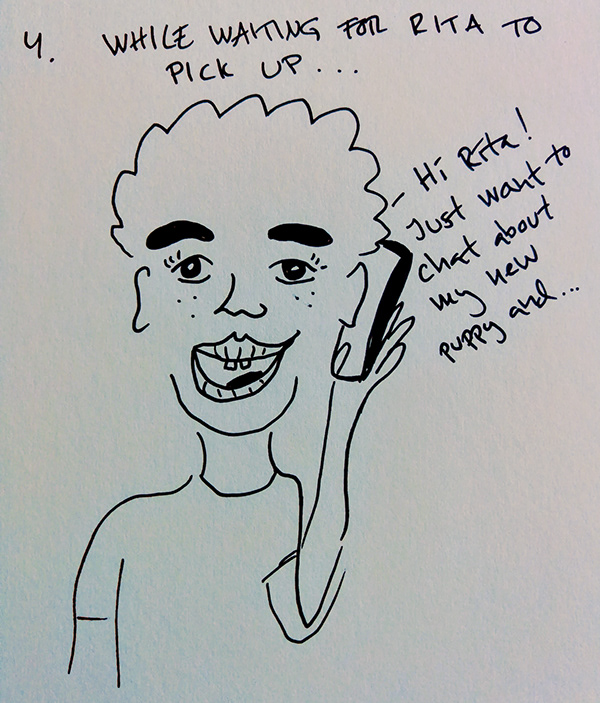 4. WHILE WAITING FOR RITA TO
PICK UP...
- Hi Rita!
Just want to
chat about
my new
puppy and...